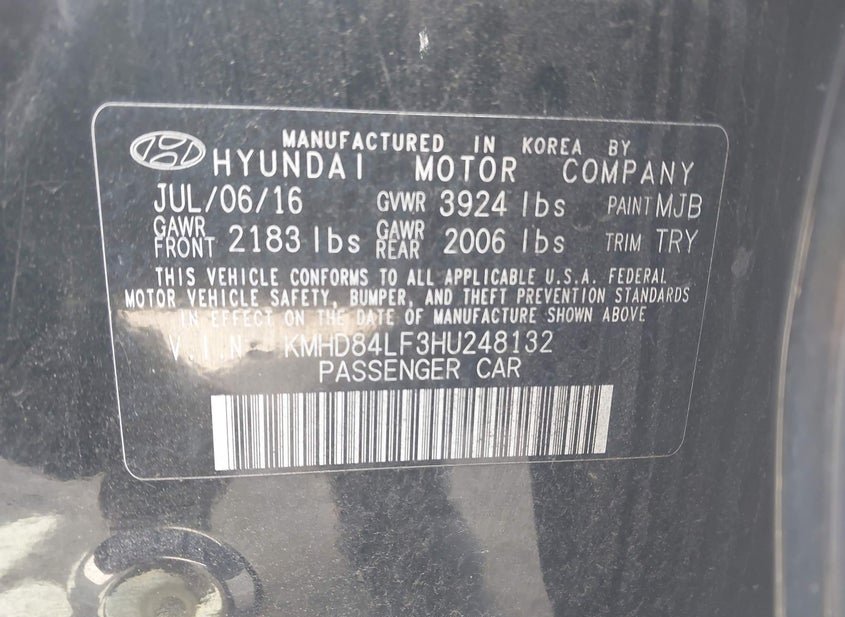 MANUFACTURED IN KOREA BY
HYUNDAI MOTOR COMPANY
JUL/06/16 GVWR 3924 lbs PAINT MJB
GAWR FRONT 2183 lbs GAWR REAR 2006 lbs TRIM TRY
THIS VEHICLE CONFORMS TO ALL APPLICABLE U.S.A. FEDERAL
MOTOR VEHICLE SAFETY, BUMPER, AND THEFT PREVENTION STANDARDS
IN EFFECT ON THE DATE OF MANUFACTURE SHOWN ABOVE
V.I.N KMHD84LF3HU248132
PASSENGER CAR